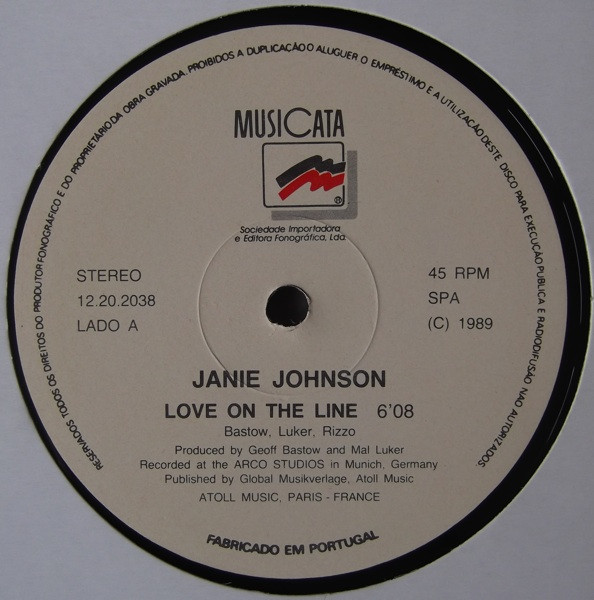 RESERVADOS TODOS OS DIREITOS DO PRODUTOR FONOGRÁFICO E DO PROPRIETÁRIO DA OBRA GRAVADA. PROIBIDOS A DUPLICAÇÃO O ALUGUER O EMPRÉSTIMO E A UTILIZAÇÃO DESTE DISCO PARA EXECUÇÃO PUBLICA E RADIODIFUSÃO NAO AUTORIZADOS.
MUSICATA
®
Sociedade Importadora
e Editora Fonográfica, Lda.
STEREO
12.20.2038
LADO A
45 RPM
SPA
(C) 1989
JANIE JOHNSON
LOVE ON THE LINE 6'08
Bastow, Luker, Rizzo
Produced by Geoff Bastow and Mal Luker
Recorded at the ARCO STUDIOS in Munich, Germany
Published by Global Musikverlage, Atoll Music
ATOLL MUSIC, PARIS - FRANCE
FABRICADO EM PORTUGAL